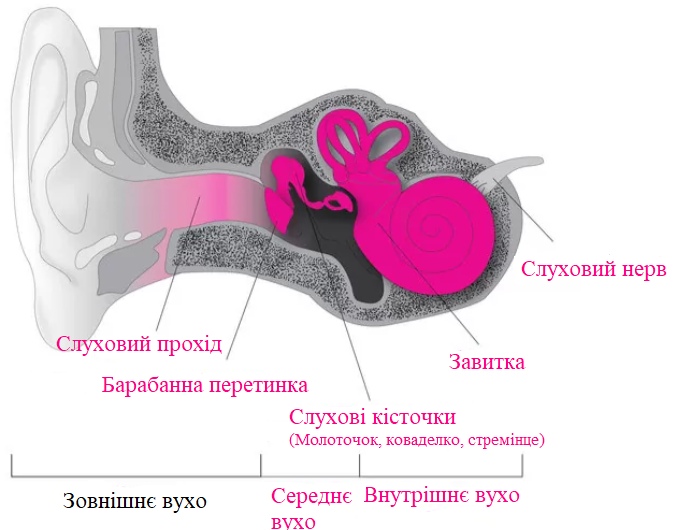 Слуховий нерв
Слуховий прохід
Завитка
Барабанна перетинка
Слухові кісточки
(Молоточок, коваделко, стремінце)
Зовнішнє вухо
Середнє
вухо
Внутрішнє вухо